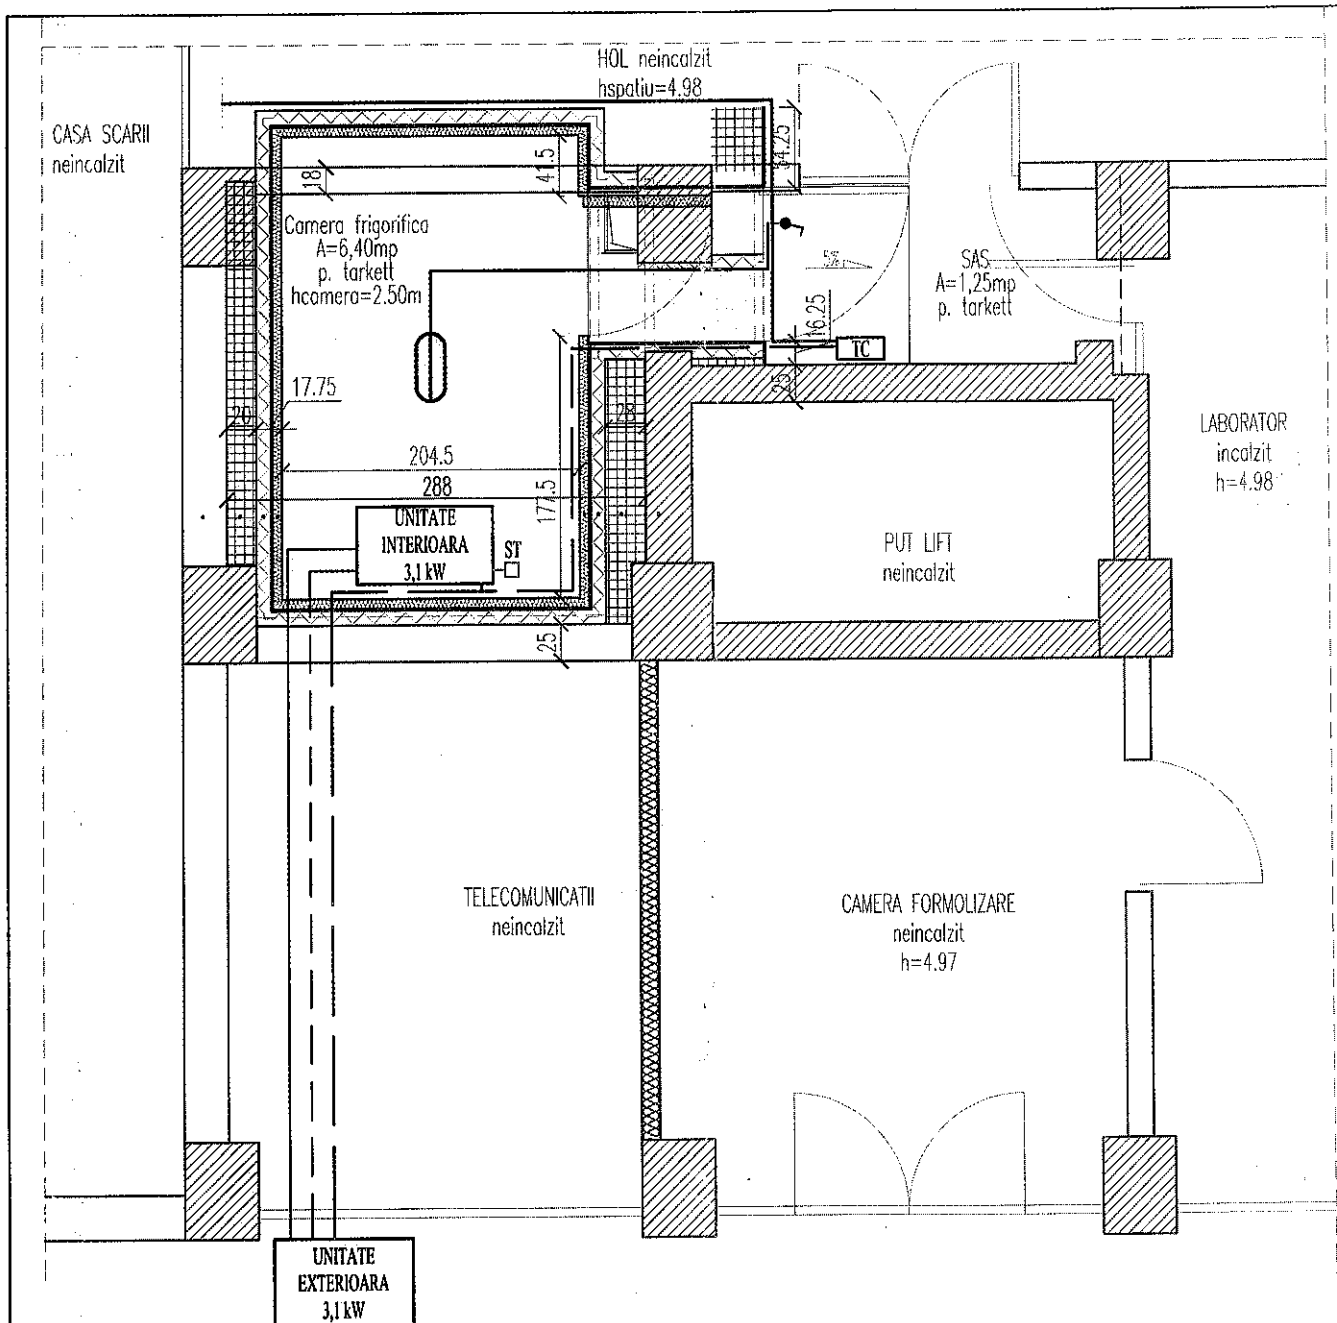 HOL neincalzit
hspatiu=4.98
CASA SCARII
neincalzit
54.25
41.5
18
Camera frigorifica
A=6,40mp
p. tarkett
hcamera=2.50m
5%
SAS
A=1,25mp
p. tarkett
16.25
TC
25
17.75
20
28
204.5
288
177.5
LABORATOR
incalzit
h=4.98
UNITATE
INTERIOARA
3,1 kW
ST
PUT LIFT
neincalzit
25
TELECOMUNICATII
neincalzit
CAMERA FORMOLIZARE
neincalzit
h=4.97
UNITATE
EXTERIOARA
3,1 kW